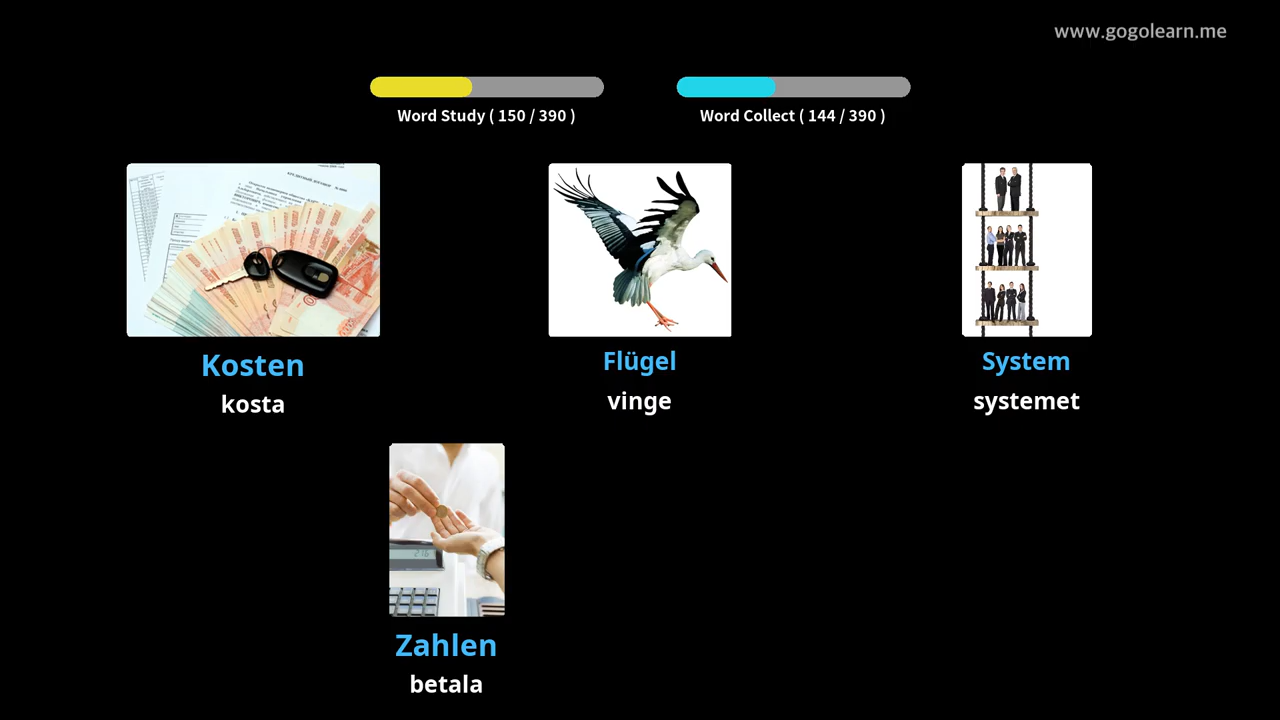 www.gogolearn.me
Word Study ( 150 / 390 )
Word Collect ( 144 / 390 )
Kosten
kosta
Flügel
vinge
System
systemet
Zahlen
betala